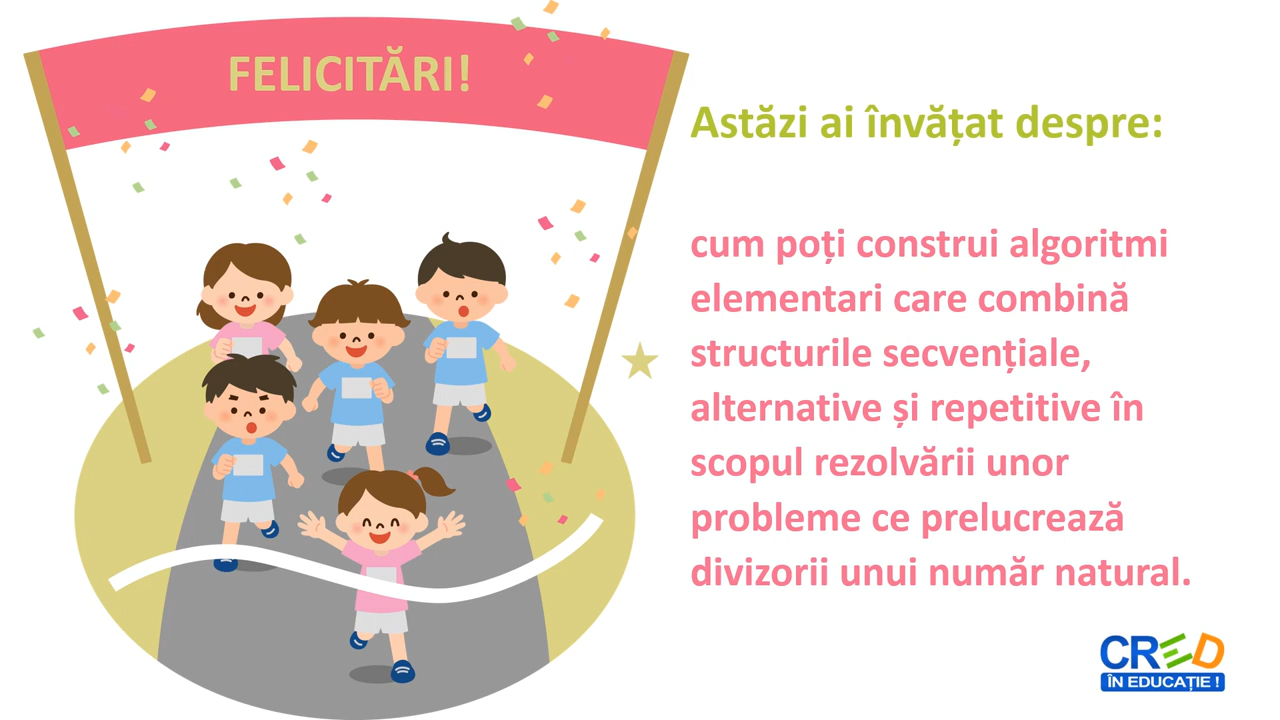 FELICITĂRI!
Astăzi ai învățat despre:
cum poți construi algoritmi
elementari care combină
structurile secvențiale,
alternative și repetitive în
scopul rezolvării unor
probleme ce prelucrează
divizorii unui număr natural.
CRED
ÎN EDUCAȚIE !